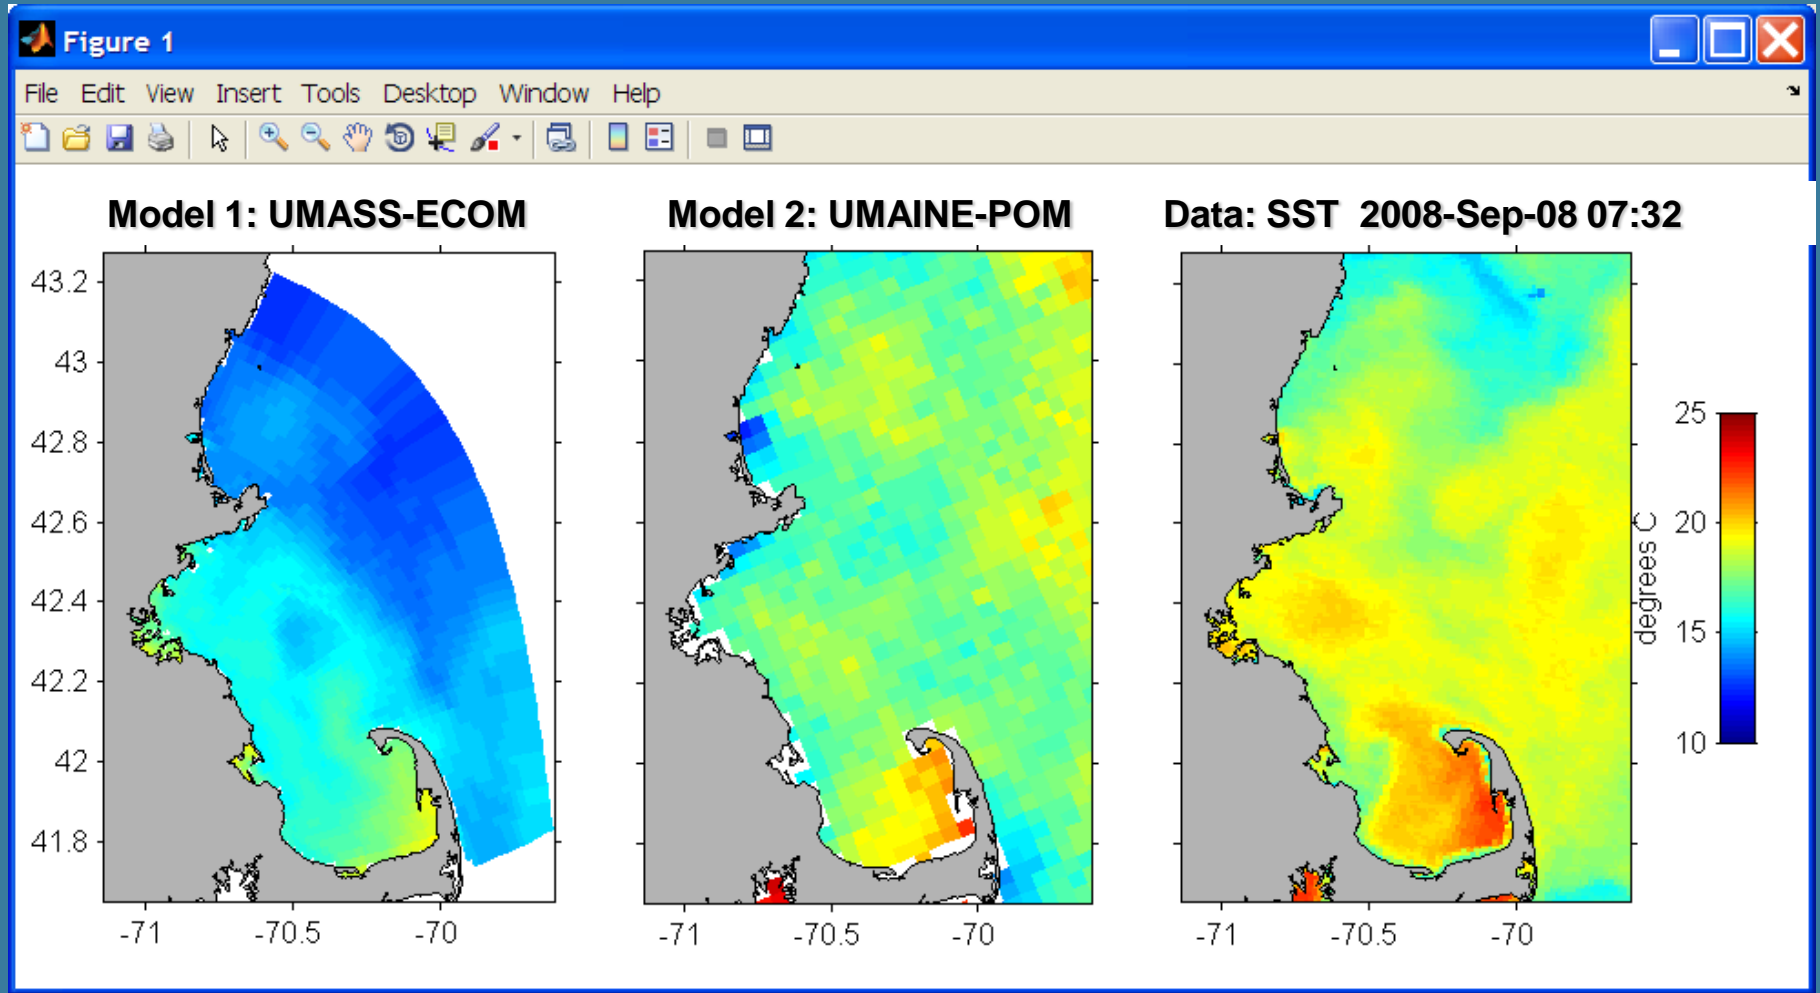 Figure 1
File Edit View Insert Tools Desktop Window Help
Model 1: UMASS-ECOM
Model 2: UMAINE-POM
Data: SST 2008-Sep-08 07:32
43.2
43
42.8
42.6
42.4
42.2
42
41.8
-71 -70.5 -70
-71 -70.5 -70
-71 -70.5 -70
degrees C
25
20
15
10